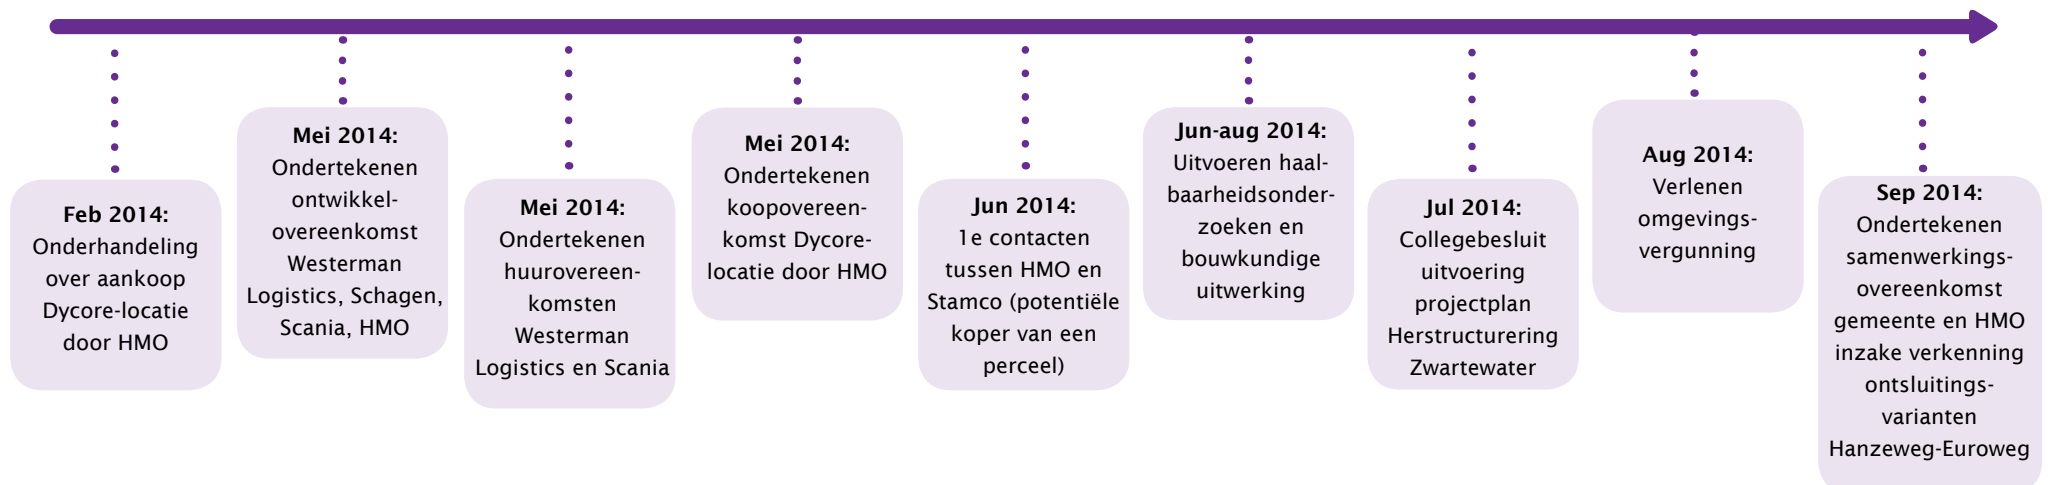 Feb 2014:
Onderhandeling
over aankoop
Dycore-locatie
door HMO
Mei 2014:
Ondertekenen
ontwikkel-
overeenkomst
Westerman
Logistics, Schagen,
Scania, HMO
Mei 2014:
Ondertekenen
huurovereen-
komsten
Westerman
Logistics en Scania
Mei 2014:
Ondertekenen
koopovereen-
komst Dycore-
locatie door HMO
Jun 2014:
1e contacten
tussen HMO en
Stamco (potentiële
koper van een
perceel)
Jun-aug 2014:
Uitvoeren haal-
baarheidsonder-
zoeken en
bouwkundige
uitwerking
Jul 2014:
Collegebesluit
uitvoering
projectplan
Herstructurering
Zwartewater
Aug 2014:
Verlenen
omgevings-
vergunning
Sep 2014:
Ondertekenen
samenwerkings-
overeenkomst
gemeente en HMO
inzake verkenning
ontsluitings-
varianten
Hanzeweg-Euroweg